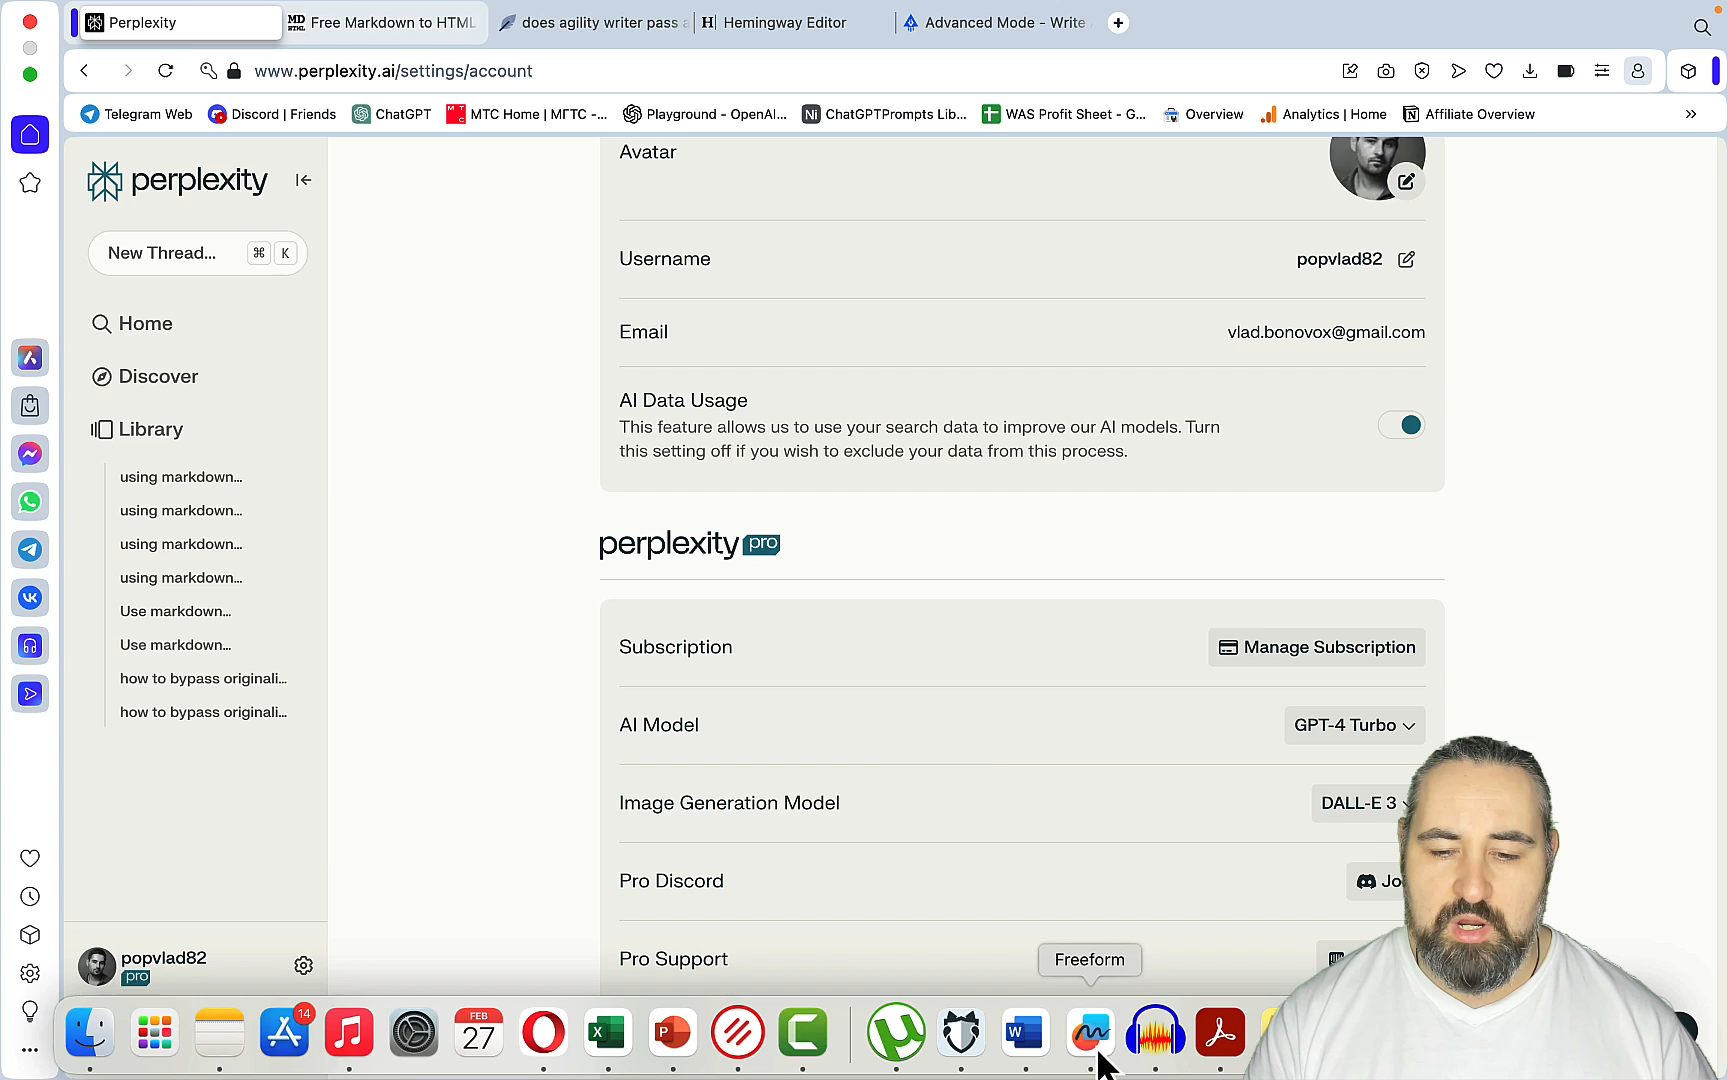 Perplexity
MD
HTML
Free Markdown to HTML
does agility writer pass a
H
Hemingway Editor
Advanced Mode - Write
www.perplexity.ai/settings/account
Telegram Web
Discord | Friends
ChatGPT
MTC Home | МГТС -...
Playground - OpenAI...
Ni
ChatGPTPrompts Lib...
WAS Profit Sheet - G...
Overview
Analytics | Home
Affiliate Overview
perplexity
New Thread...
⌘ K
Home
Discover
Library
using markdown...
using markdown...
using markdown...
using markdown...
Use markdown...
Use markdown...
how to bypass originali...
how to bypass originali...
popvlad82
pro
Avatar
Username
popvlad82
Email
vlad.bonovox@gmail.com
AI Data Usage
This feature allows us to use your search data to improve our AI models. Turn
this setting off if you wish to exclude your data from this process.
perplexity pro
Subscription
Manage Subscription
AI Model
GPT-4 Turbo
Image Generation Model
DALL-E 3
Pro Discord
Jo
Pro Support
Freeform
14
FEB
27
X
P
W